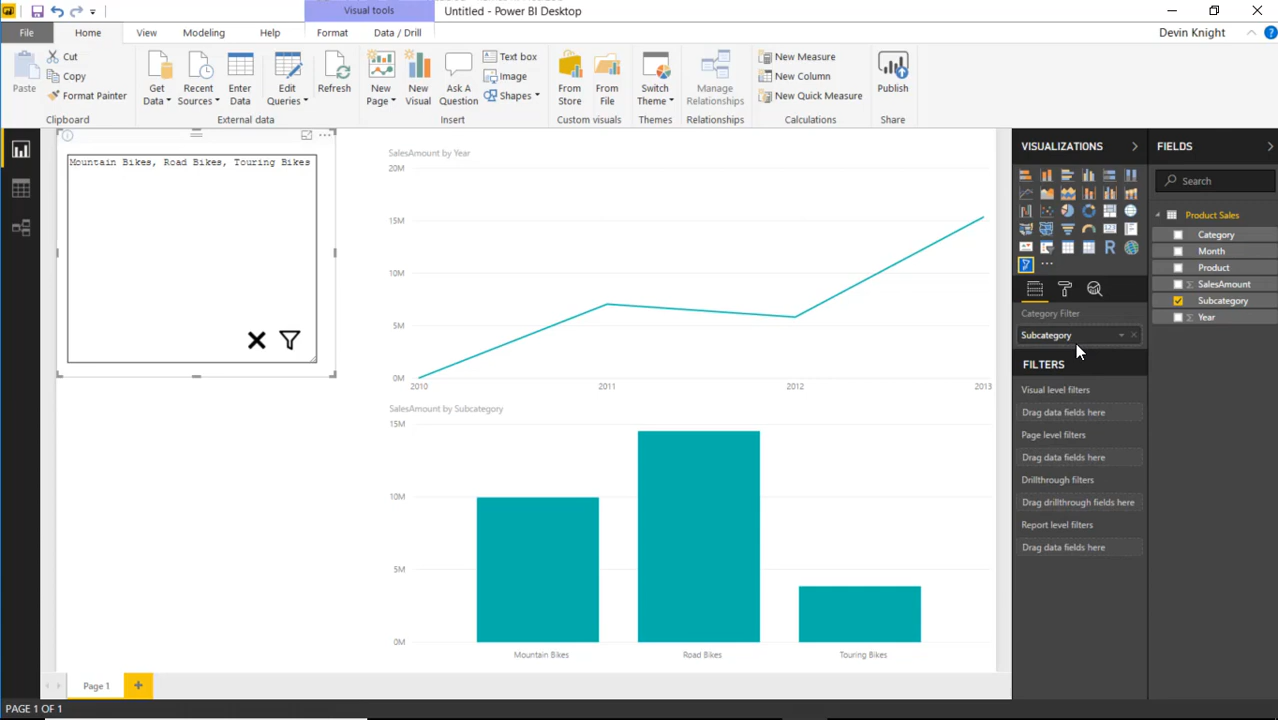 Visual tools
Untitled - Power BI Desktop
File
Home
View
Modeling
Help
Format
Data / Drill
Devin Knight
Paste
Cut
Copy
Format Painter
Clipboard
Get Data
Recent Sources
Enter Data
Edit Queries
Refresh
External data
New Page
New Visual
Ask A Question
Text box
Image
Shapes
Insert
From Store
From File
Custom visuals
Switch Theme
Themes
Manage Relationships
Relationships
New Measure
New Column
New Quick Measure
Calculations
Publish
Share
Mountain Bikes, Road Bikes, Touring Bikes
SalesAmount by Year
20M
15M
10M
5M
0M
2010
2011
2012
2013
SalesAmount by Subcategory
15M
10M
5M
0M
Mountain Bikes
Road Bikes
Touring Bikes
VISUALIZATIONS
R
Category Filter
Subcategory
FILTERS
Visual level filters
Drag data fields here
Page level filters
Drag data fields here
Drillthrough filters
Drag drillthrough fields here
Report level filters
Drag data fields here
FIELDS
Search
Product Sales
Category
Month
Product
Σ SalesAmount
Subcategory
Σ Year
Page 1
PAGE 1 OF 1